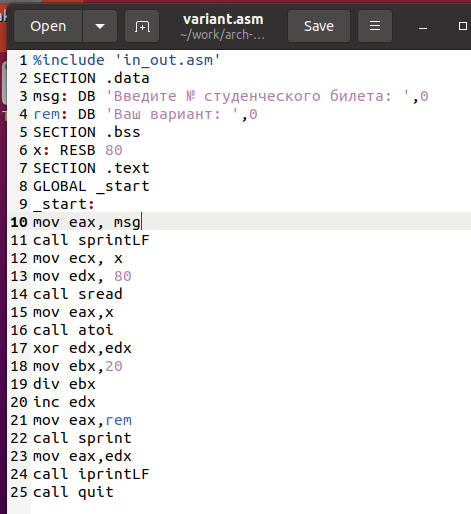 Open
variant.asm
~/work/arch-...
Save
1 %include 'in_out.asm'
2 SECTION .data
3 msg: DB 'Введите № студенческого билета: ',0
4 rem: DB 'Ваш вариант: ',0
5 SECTION .bss
6 x: RESB 80
7 SECTION .text
8 GLOBAL _start
9 _start:
10 mov eax, msg
11 call sprintLF
12 mov ecx, x
13 mov edx, 80
14 call sread
15 mov eax,x
16 call atoi
17 xor edx,edx
18 mov ebx,20
19 div ebx
20 inc edx
21 mov eax,rem
22 call sprint
23 mov eax,edx
24 call iprintLF
25 call quit